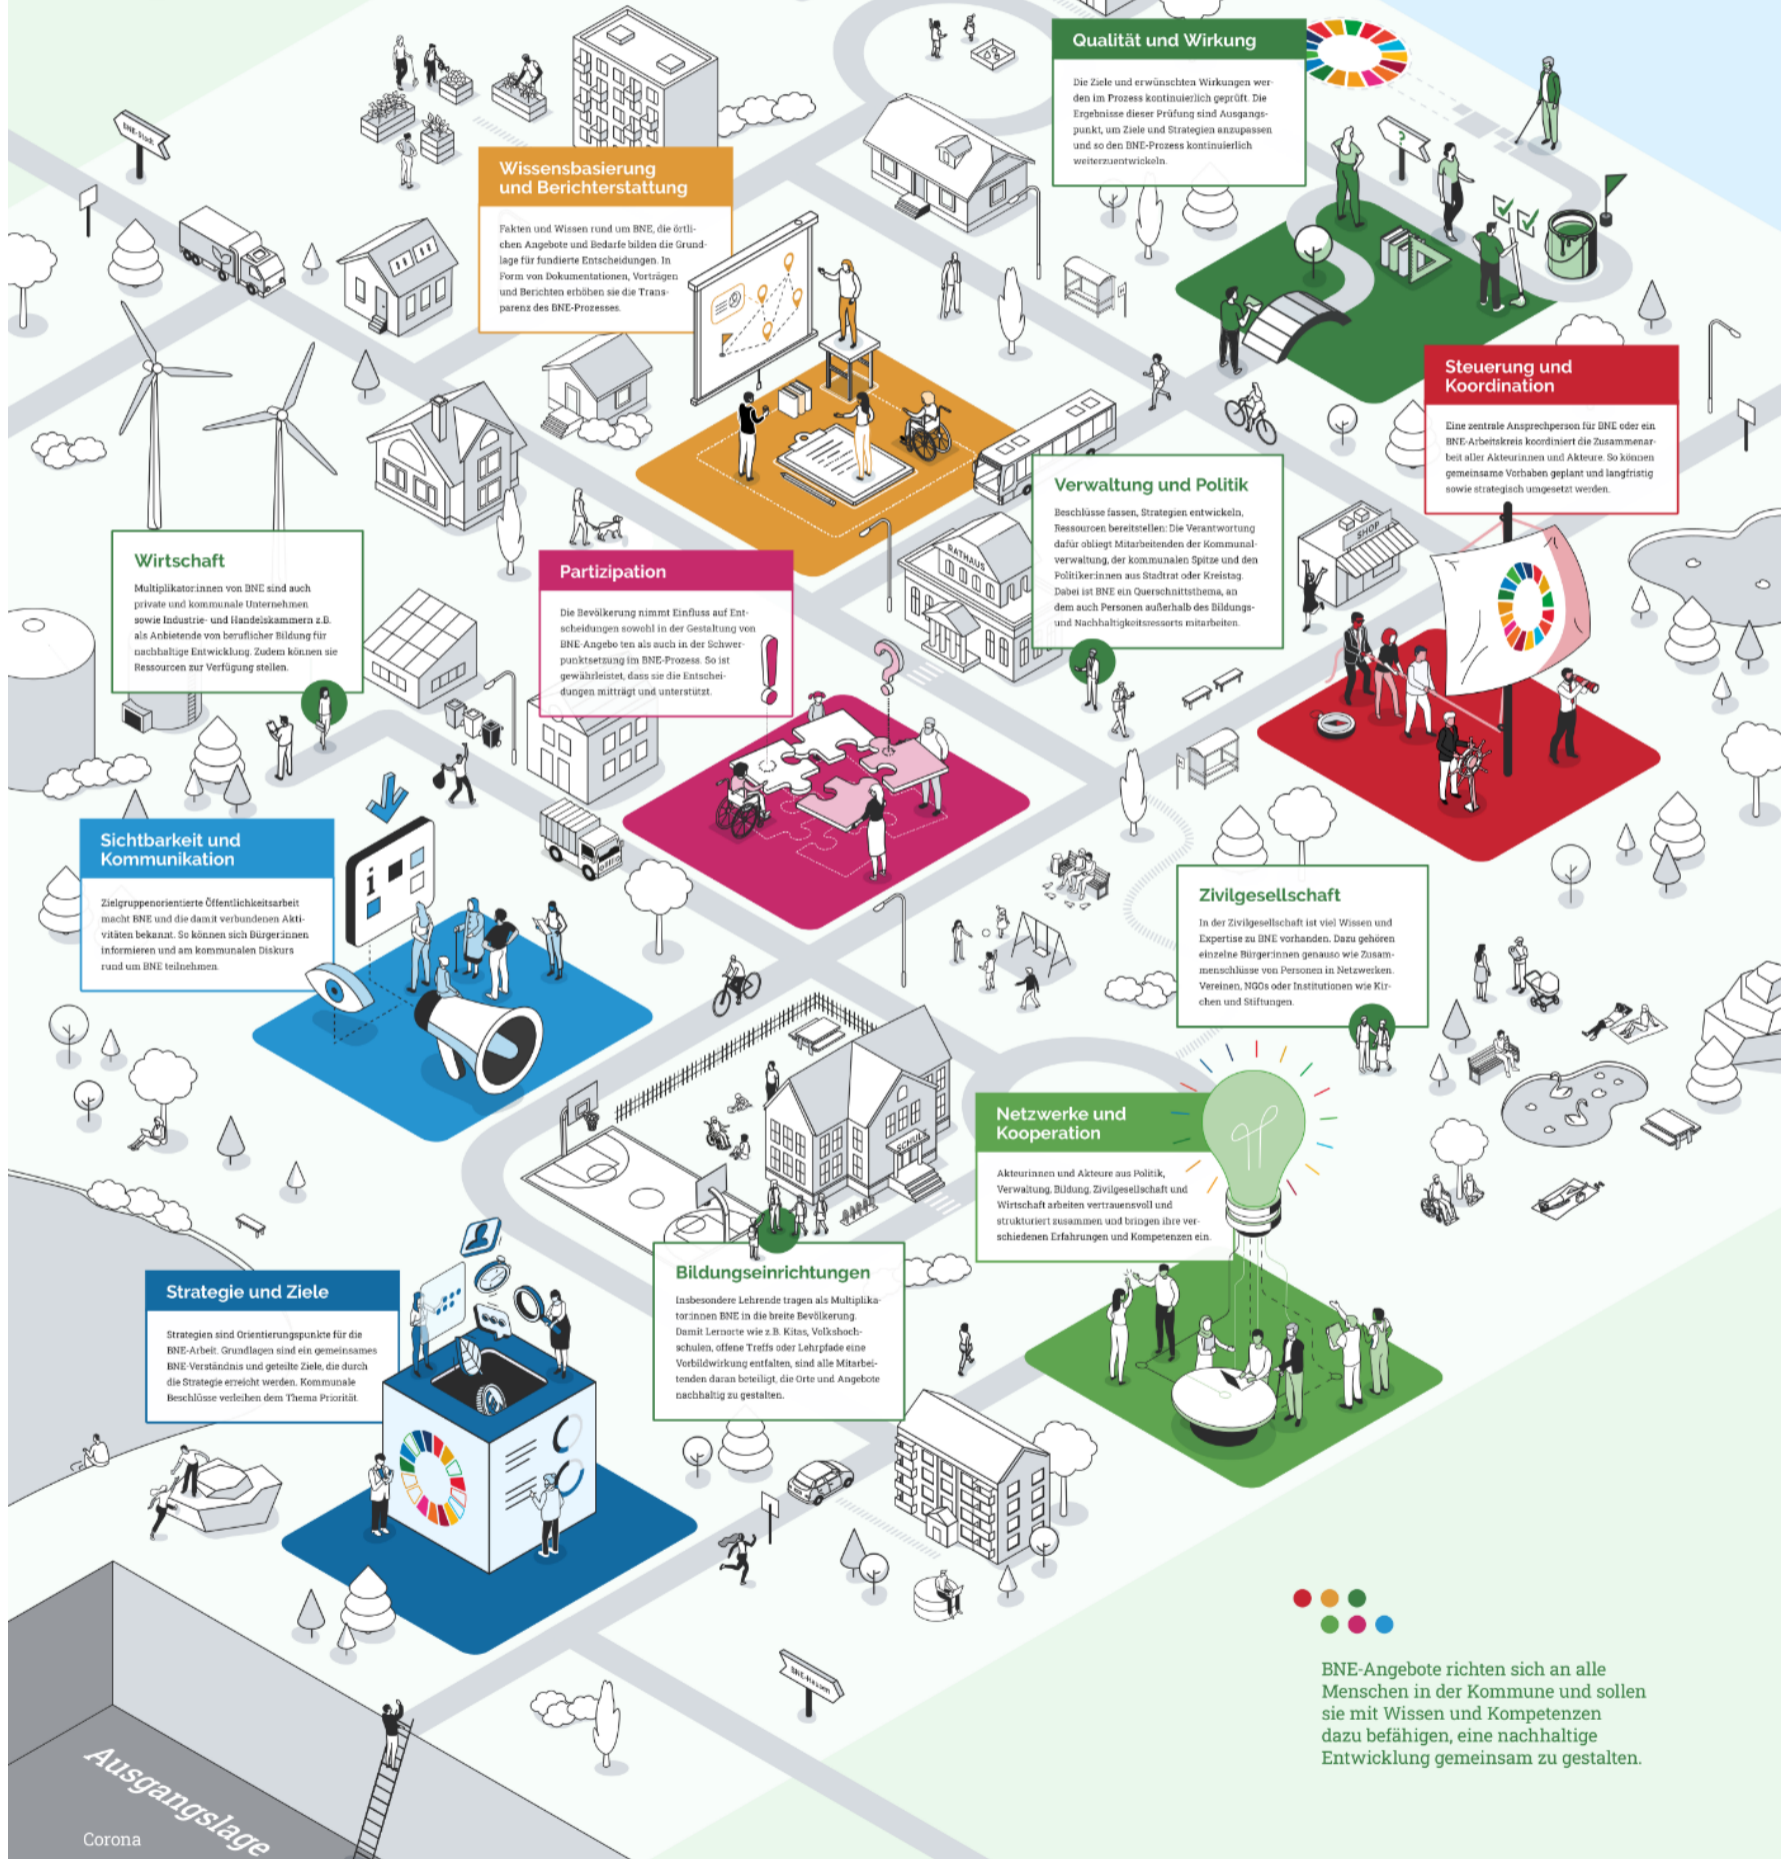 Qualität und Wirkung
Die Ziele und erwünschten Wirkungen wer-
den im Prozess kontinuierlich geprüft. Die
Ergebnisse dieser Prüfung sind Ausgangs-
punkt, um Ziele und Strategien anzupassen
und so den BNE-Prozess kontinuierlich
weiterzuentwickeln.
?
BNE-Stadt
Wissensbasierung
und Berichterstattung
Fakten und Wissen rund um BNE, die örtli-
chen Angebote und Bedarfe bilden die Grund-
lage für fundierte Entscheidungen. In
Form von Dokumentationen, Vorträgen
und Berichten erhöhen sie die Trans-
parenz des BNE-Prozesses.
Steuerung und
Koordination
Eine zentrale Ansprechperson für BNE oder ein
BNE-Arbeitskreis koordiniert die Zusammenar-
beit aller Akteurinnen und Akteure. So können
gemeinsame Vorhaben geplant und langfristig
sowie strategisch umgesetzt werden.
Verwaltung und Politik
Beschlüsse fassen, Strategien entwickeln,
Ressourcen bereitstellen: Die Verantwortung
dafür obliegt Mitarbeitenden der Kommunal-
verwaltung, der kommunalen Spitze und den
Politiker:innen aus Stadtrat oder Kreistag.
Dabei ist BNE ein Querschnittsthema, an
dem auch Personen außerhalb des Bildungs-
und Nachhaltigkeitsressorts mitarbeiten.
SHOP
RATHAUS
Wirtschaft
Multiplikator:innen von BNE sind auch
private und kommunale Unternehmen
sowie Industrie- und Handelskammern z.B.
als Anbietende von beruflicher Bildung für
nachhaltige Entwicklung. Zudem können sie
Ressourcen zur Verfügung stellen.
Partizipation
Die Bevölkerung nimmt Einfluss auf Ent-
scheidungen sowohl in der Gestaltung von
BNE-Angebo ten als auch in der Schwer-
punktsetzung im BNE-Prozess. So ist
gewährleistet, dass sie die Entschei-
dungen mitträgt und unterstützt.
! ?
Sichtbarkeit und
Kommunikation
Zielgruppenorientierte Öffentlichkeitsarbeit
macht BNE und die damit verbundenen Akti-
vitäten bekannt. So können sich Bürger:innen
informieren und am kommunalen Diskurs
rund um BNE teilnehmen.
i
Zivilgesellschaft
In der Zivilgesellschaft ist viel Wissen und
Expertise zu BNE vorhanden. Dazu gehören
einzelne Bürger:innen genauso wie Zusam-
menschlüsse von Personen in Netzwerken,
Vereinen, NGOs oder Institutionen wie Kir-
chen und Stiftungen.
SCHULE
Netzwerke und
Kooperation
Akteurinnen und Akteure aus Politik,
Verwaltung, Bildung, Zivilgesellschaft und
Wirtschaft arbeiten vertrauensvoll und
strukturiert zusammen und bringen ihre ver-
schiedenen Erfahrungen und Kompetenzen ein.
Strategie und Ziele
Strategien sind Orientierungspunkte für die
BNE-Arbeit. Grundlagen sind ein gemeinsames
BNE-Verständnis und geteilte Ziele, die durch
die Strategie erreicht werden. Kommunale
Beschlüsse verleihen dem Thema Priorität.
Bildungseinrichtungen
Insbesondere Lehrende tragen als Multiplika-
tor:innen BNE in die breite Bevölkerung.
Damit Lernorte wie z.B. Kitas, Volkshoch-
schulen, offene Treffs oder Lehrpfade eine
Vorbildwirkung entfalten, sind alle Mitarbei-
tenden daran beteiligt, die Orte und Angebote
nachhaltig zu gestalten.
BNE-Hausen
BNE-Angebote richten sich an alle
Menschen in der Kommune und sollen
sie mit Wissen und Kompetenzen
dazu befähigen, eine nachhaltige
Entwicklung gemeinsam zu gestalten.
Ausgangslage
Corona